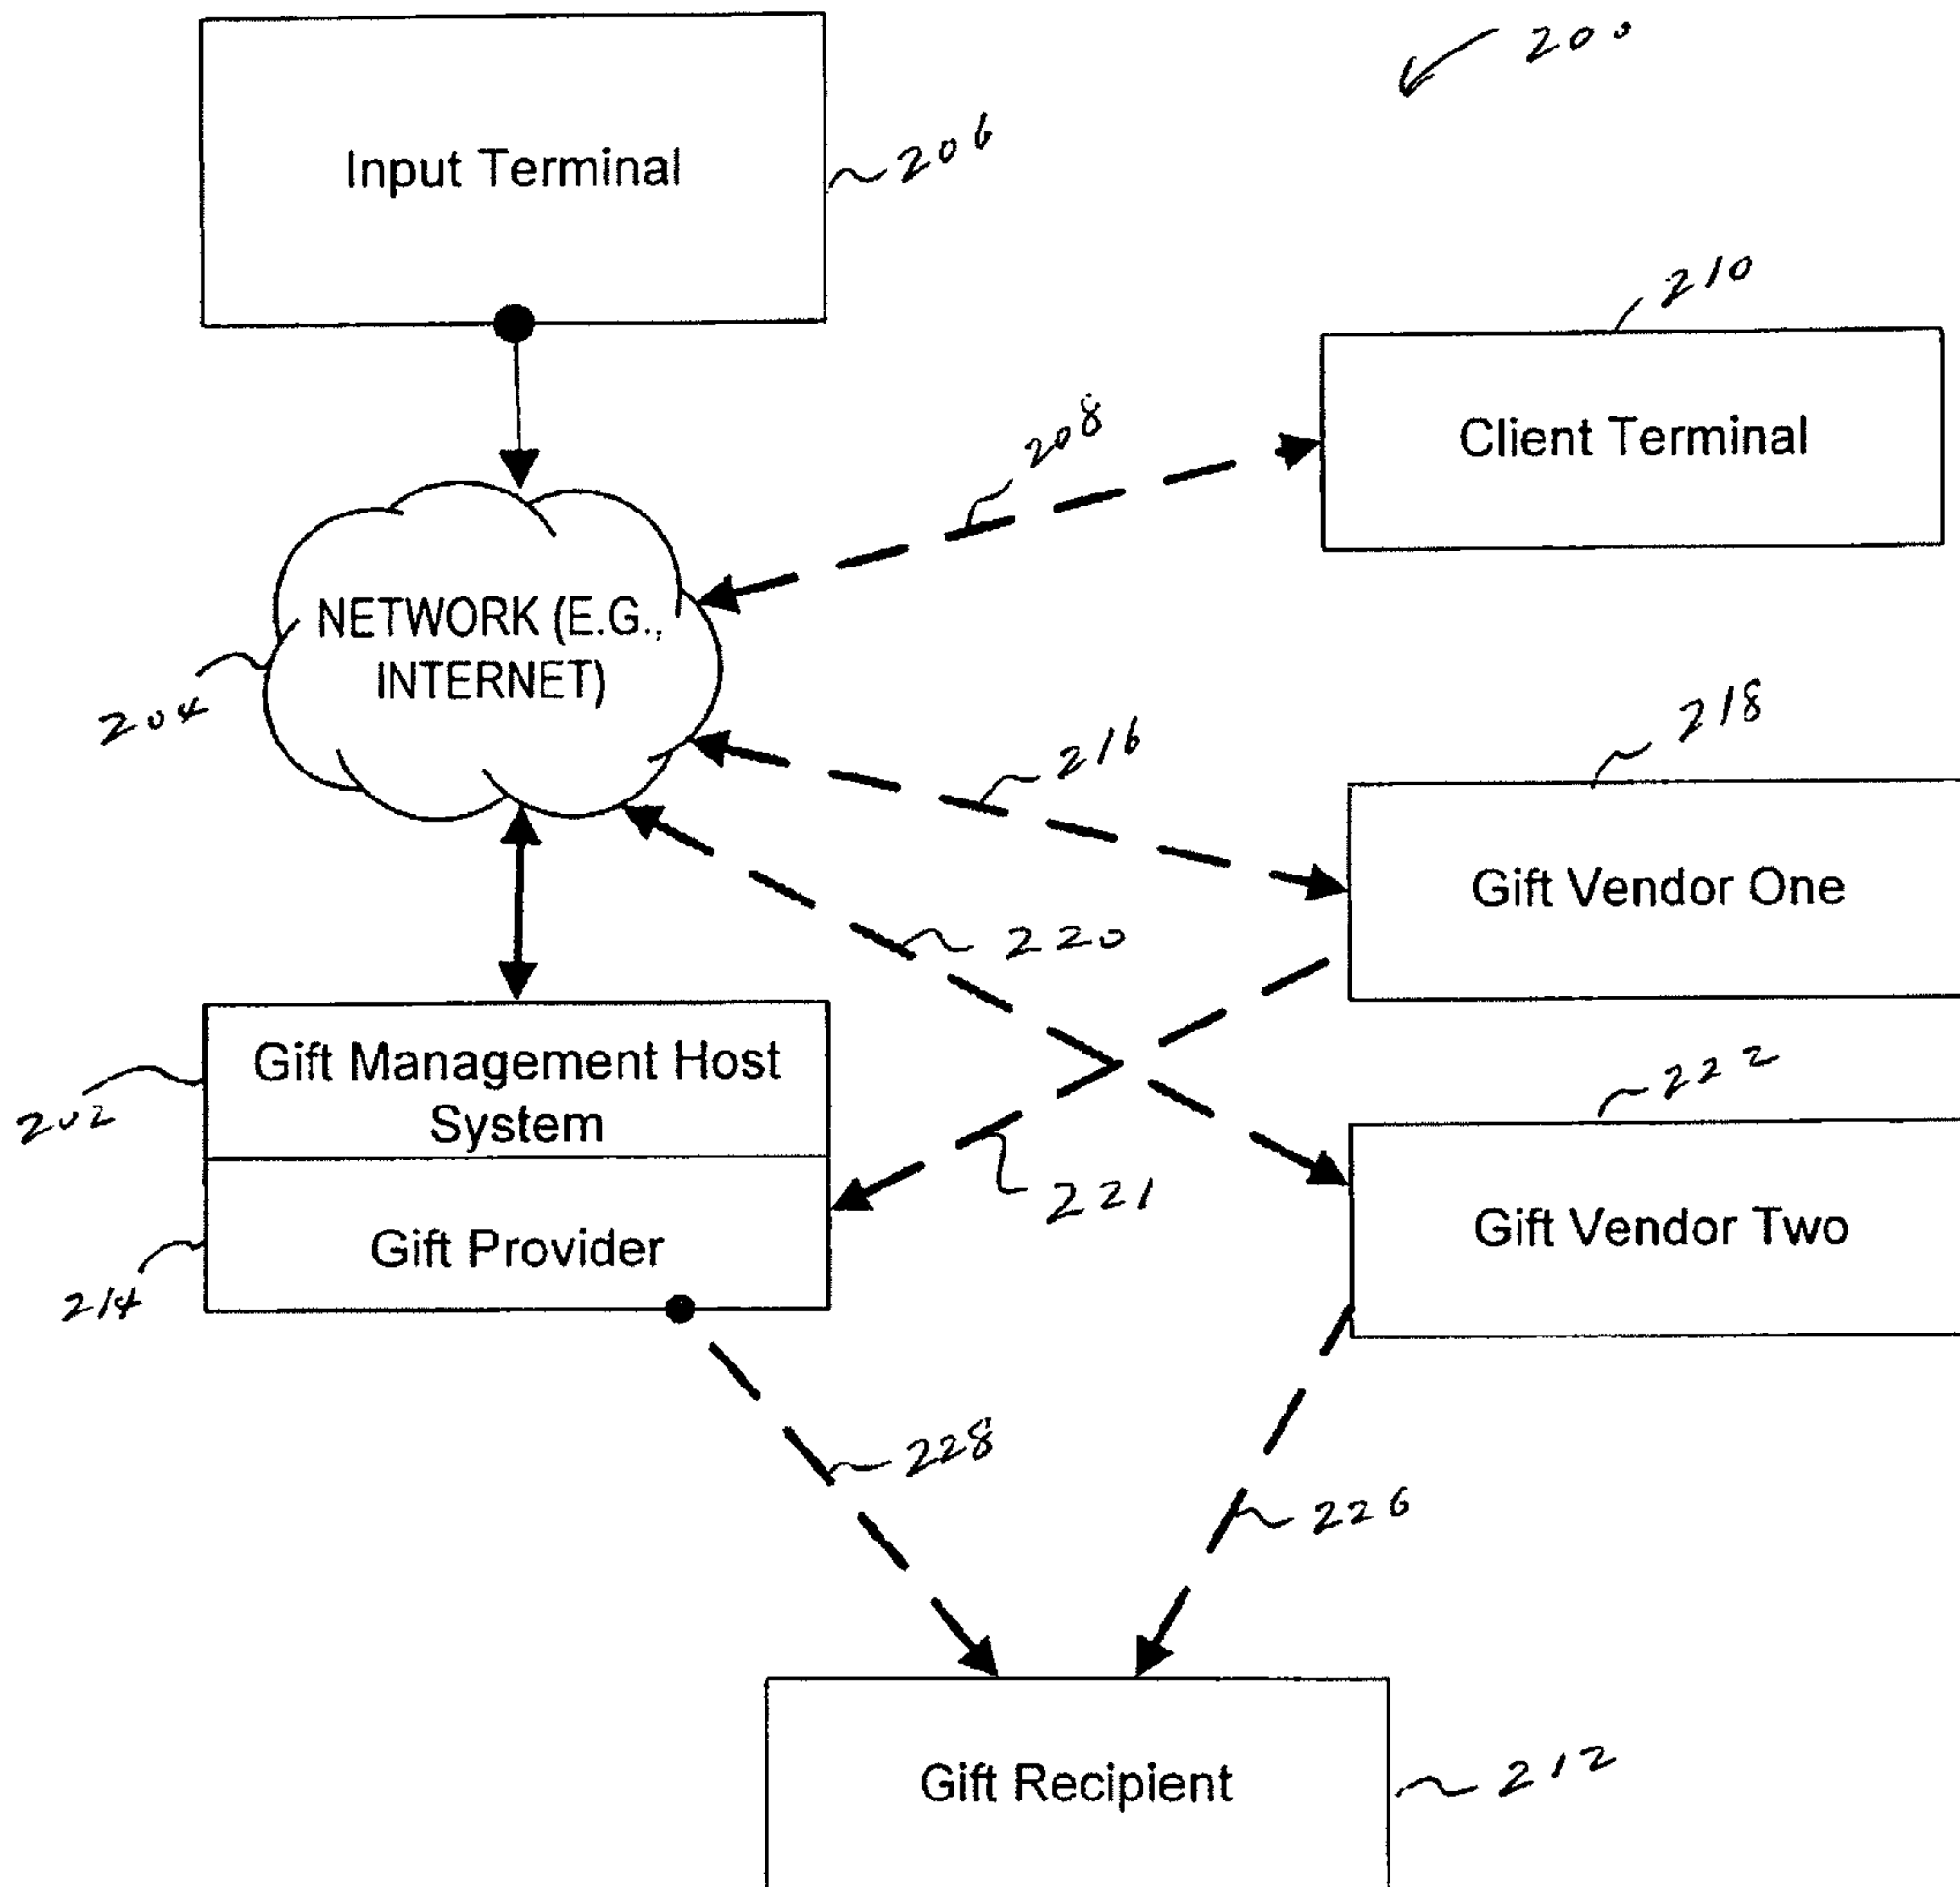 200
Input Terminal
206
210
Client Terminal
208
NETWORK (E.G.,
INTERNET)
204
216
218
Gift Vendor One
220
Gift Management Host
System
202
222
221
Gift Vendor Two
Gift Provider
214
228
226
Gift Recipient
212